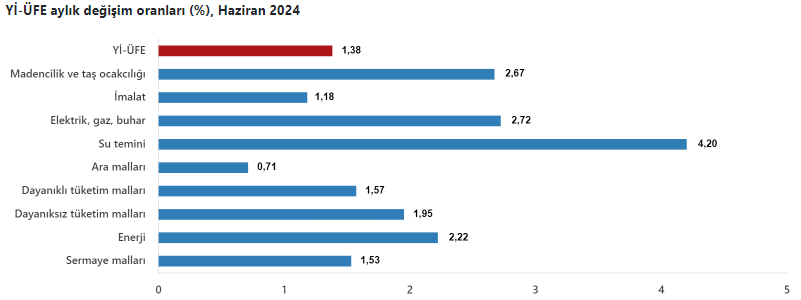 Yİ-ÜFE aylık değişim oranları (%), Haziran 2024
Yİ-ÜFE 1,38
Madencilik ve taş ocakcılığı 2,67
İmalat 1,18
Elektrik, gaz, buhar 2,72
Su temini 4,20
Ara malları 0,71
Dayanıklı tüketim malları 1,57
Dayanıksız tüketim malları 1,95
Enerji 2,22
Sermaye malları 1,53
0 1 2 3 4 5